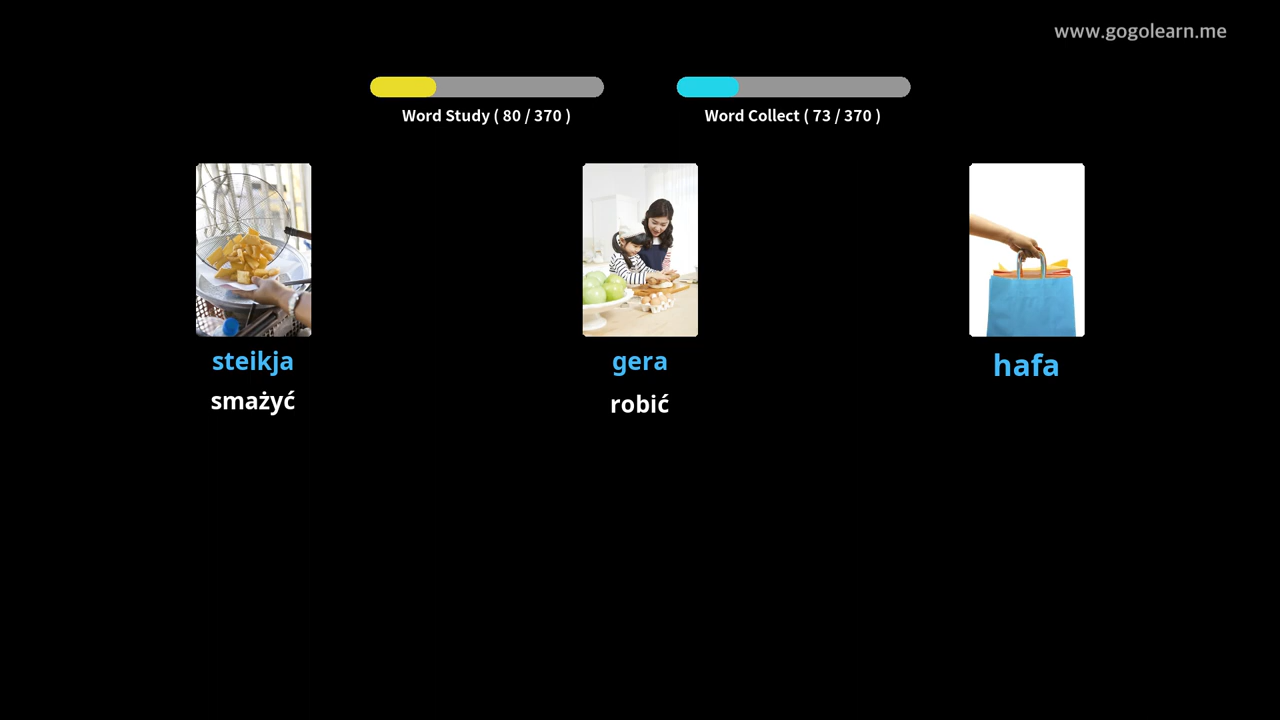 www.gogolearn.me
Word Study ( 80 / 370 )
Word Collect ( 73 / 370 )
steikja
smażyć
gera
robić
hafa